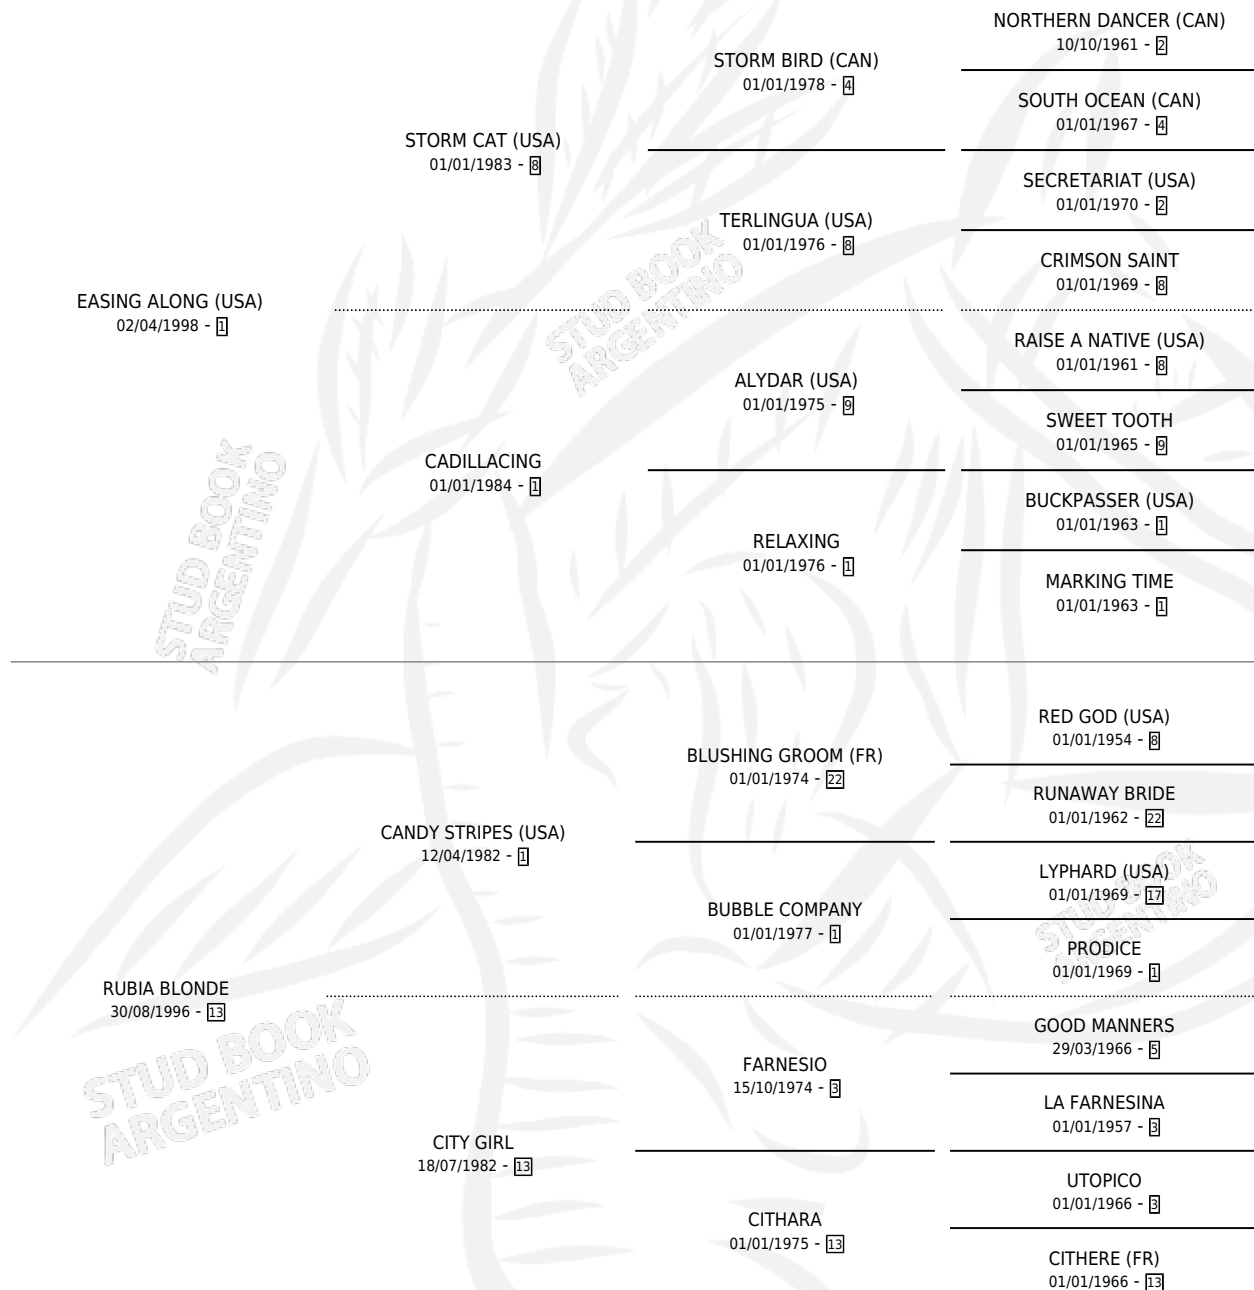 NORTHERN DANCER (CAN)
10/10/1961 - 2
STORM BIRD (CAN)
01/01/1978 - 4
SOUTH OCEAN (CAN)
01/01/1967 - 4
STORM CAT (USA)
01/01/1983 - 8
SECRETARIAT (USA)
01/01/1970 - 2
TERLINGUA (USA)
01/01/1976 - 8
CRIMSON SAINT
01/01/1969 - 8
EASING ALONG (USA)
02/04/1998 - 1
RAISE A NATIVE (USA)
01/01/1961 - 8
ALYDAR (USA)
01/01/1975 - 9
SWEET TOOTH
01/01/1965 - 9
CADILLACING
01/01/1984 - 1
BUCKPASSER (USA)
01/01/1963 - 1
RELAXING
01/01/1976 - 1
MARKING TIME
01/01/1963 - 1
RED GOD (USA)
01/01/1954 - 8
BLUSHING GROOM (FR)
01/01/1974 - 22
RUNAWAY BRIDE
01/01/1962 - 22
CANDY STRIPES (USA)
12/04/1982 - 1
LYPHARD (USA)
01/01/1969 - 17
BUBBLE COMPANY
01/01/1977 - 1
PRODICE
01/01/1969 - 1
RUBIA BLONDE
30/08/1996 - 13
GOOD MANNERS
29/03/1966 - 5
FARNESIO
15/10/1974 - 3
LA FARNESINA
01/01/1957 - 3
CITY GIRL
18/07/1982 - 13
UTOPICO
01/01/1966 - 3
CITHARA
01/01/1975 - 13
CITHERE (FR)
01/01/1966 - 13
STUD BOOK
ARGENTINO
STUD BOOK
ARGENTINO
STUD BOOK
ARGENTINO
STUD BOOK
ARGENTINO